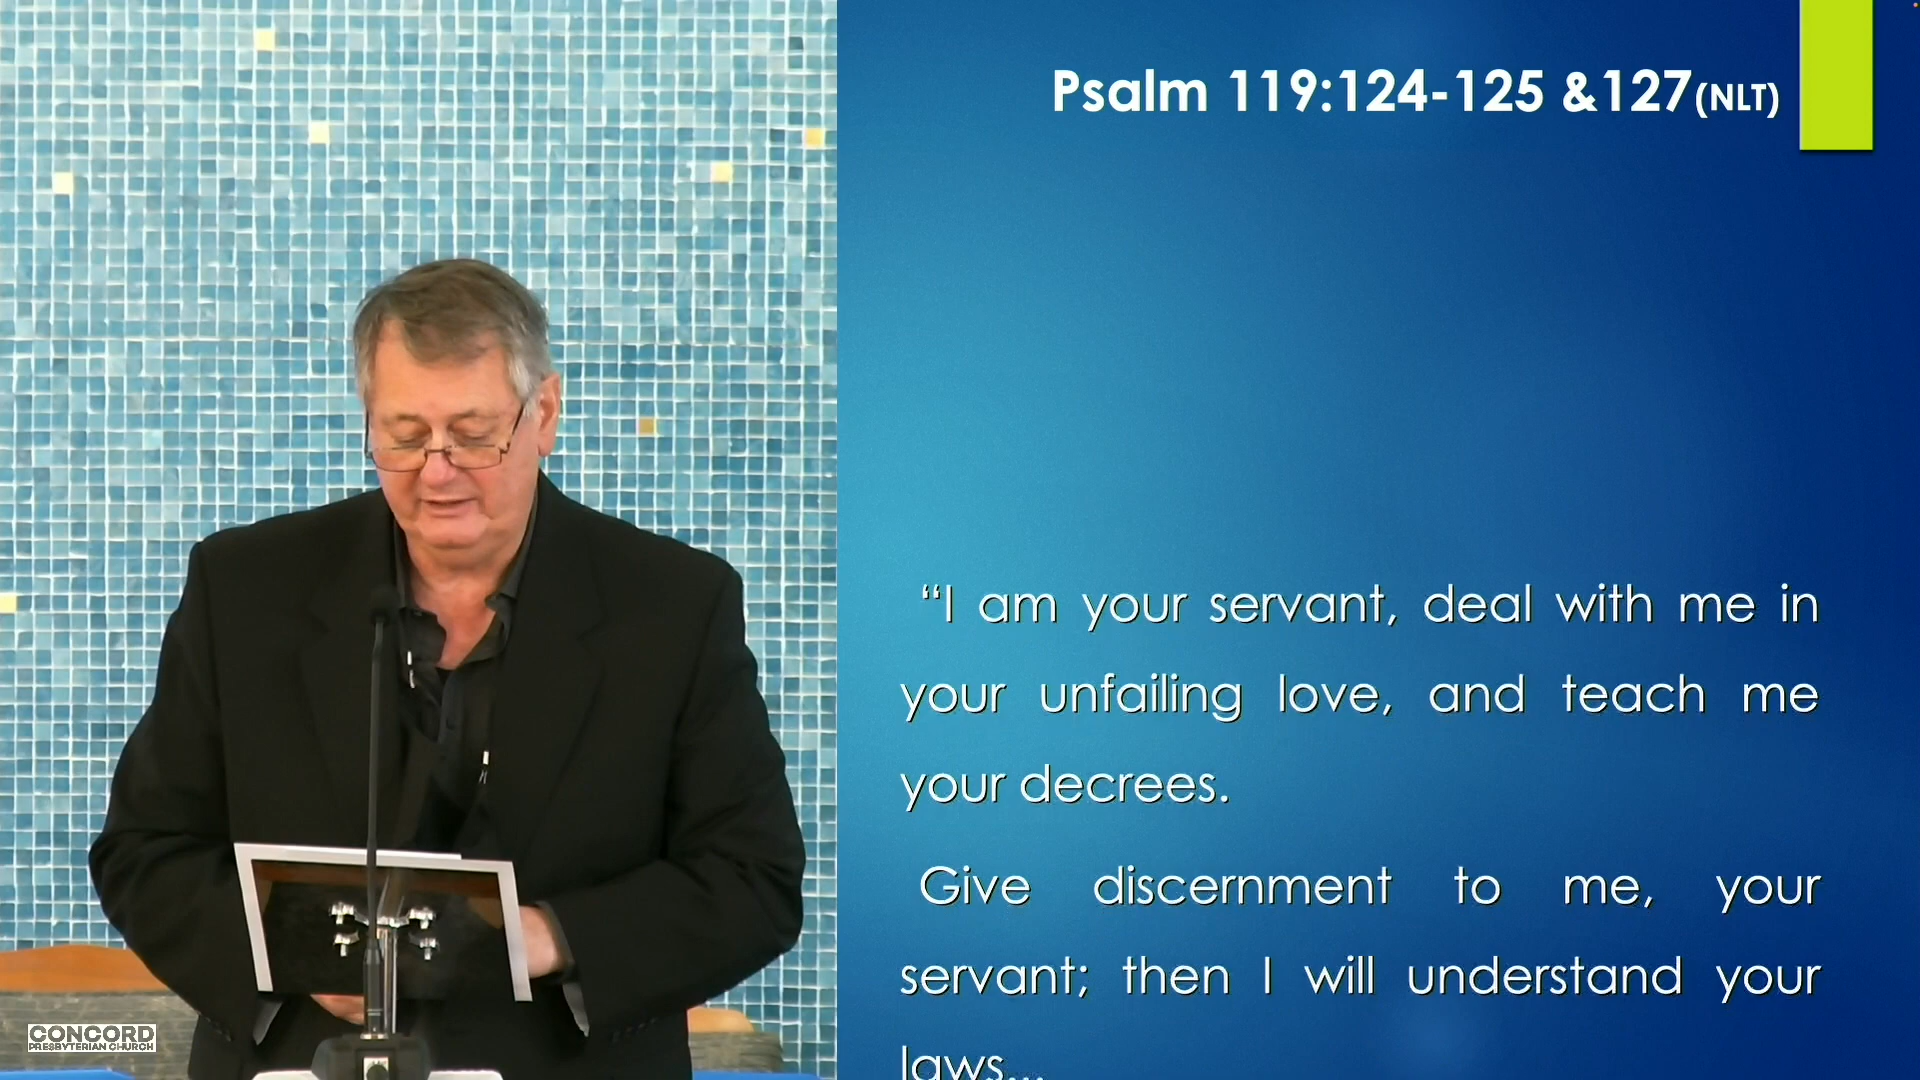 Psalm 119:124-125 &127(NLT)
“I am your servant, deal with me in
your unfailing love, and teach me
your decrees.
Give discernment to me, your
servant; then I will understand your
laws...
CONCORD
PRESBYTERIAN CHURCH